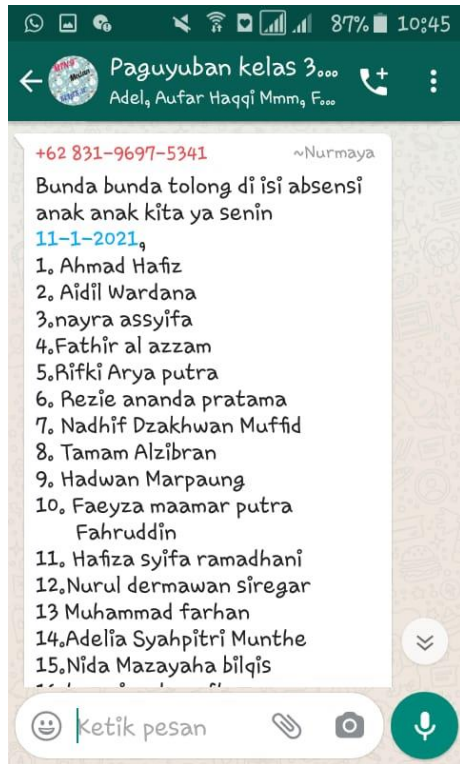 87% 10:45
Paguyuban kelas 3...
Adel, Aufar Haqqi Mmm, F...
+62 831-9697-5341 ~Nurmaya
Bunda bunda tolong di isi absensi
anak anak kita ya senin
11-1-2021,
1. Ahmad Hafiz
2. Aidil Wardana
3.nayra assyifa
4.Fathir al azzam
5.Rifki Arya putra
6. Rezie ananda pratama
7. Nadhif Dzakhwan Muffid
8. Tamam Alzibran
9. Hadwan Marpaung
10. Faeyza maamar putra
Fahruddin
11. Hafiza syifa ramadhani
12.Nurul dermawan siregar
13 Muhammad farhan
14.Adelia Syahpitri Munthe
15.Nida Mazayaha bilqis
Ketik pesan